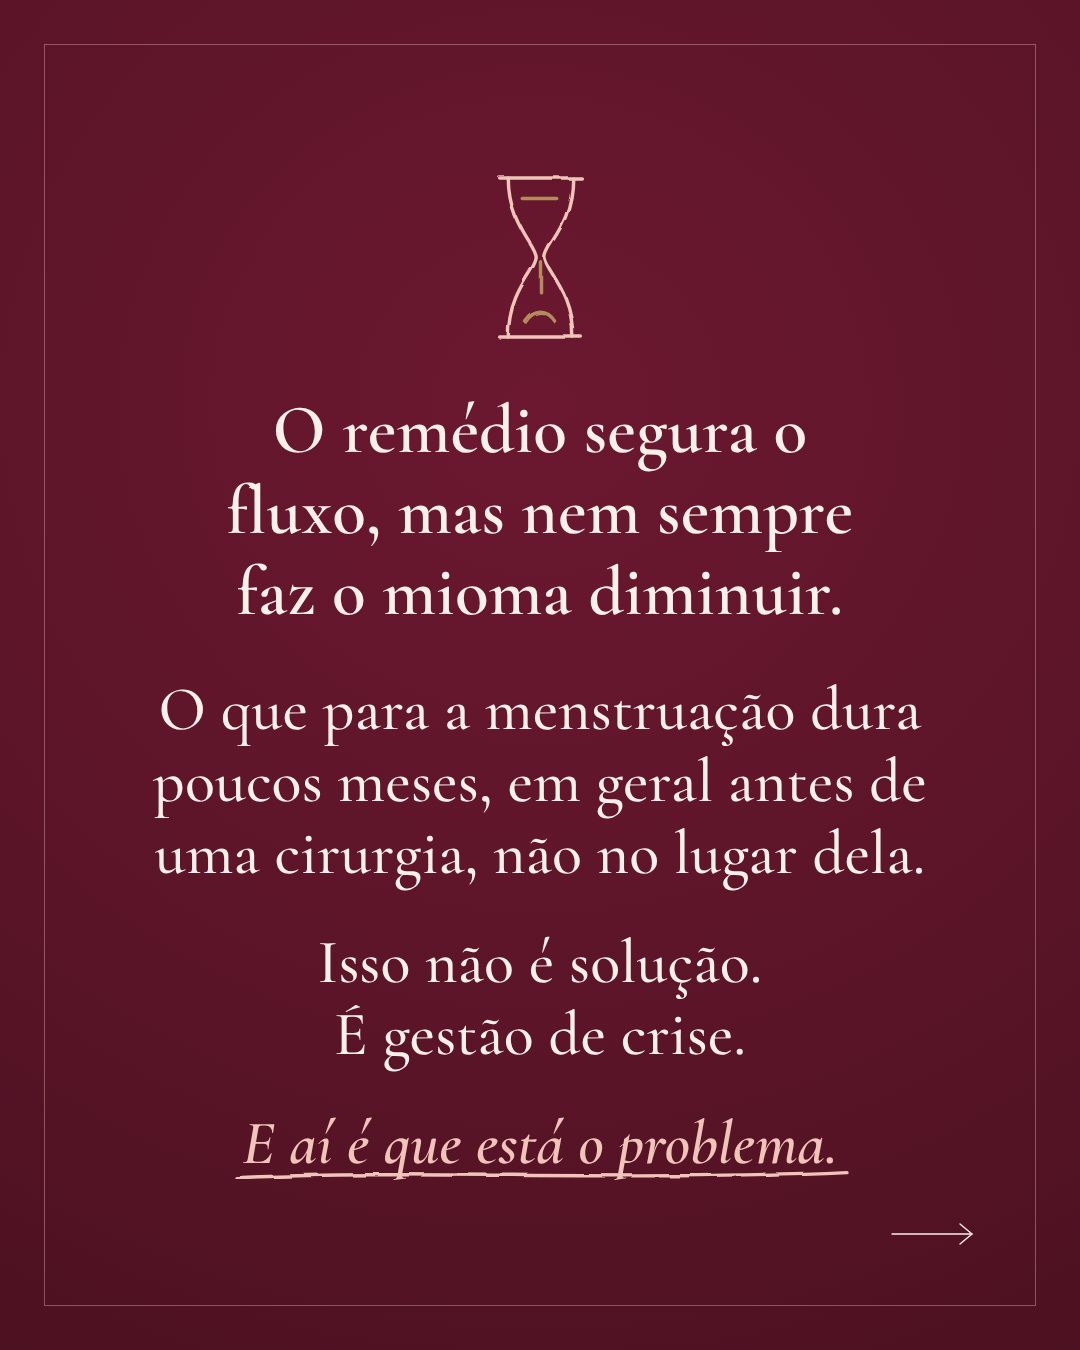 O remédio segura o
fluxo, mas nem sempre
faz o mioma diminuir.
O que para a menstruação dura
poucos meses, em geral antes de
uma cirurgia, não no lugar dela.
Isso não é solução.
É gestão de crise.
E aí é que está o problema.